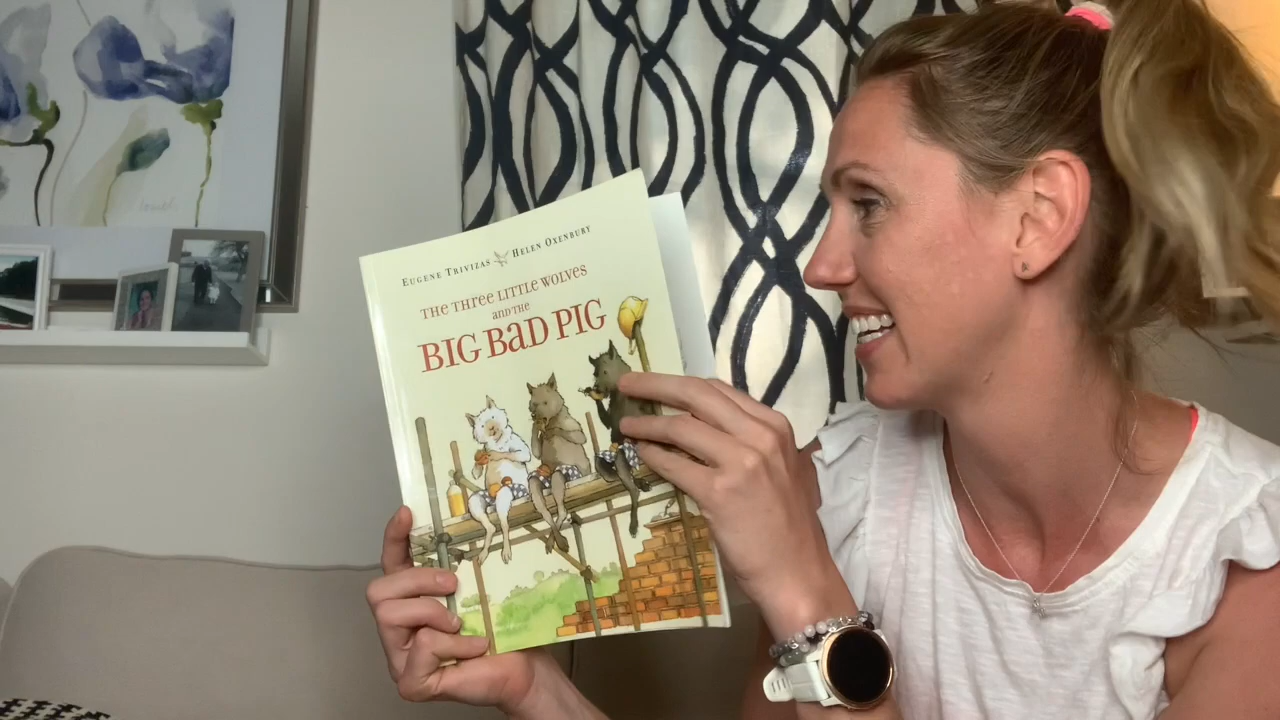 EUGENE TRIVIZAS HELEN OXENBURY
THE THREE LITTLE WOLVES
AND THE
BIG BAD PIG